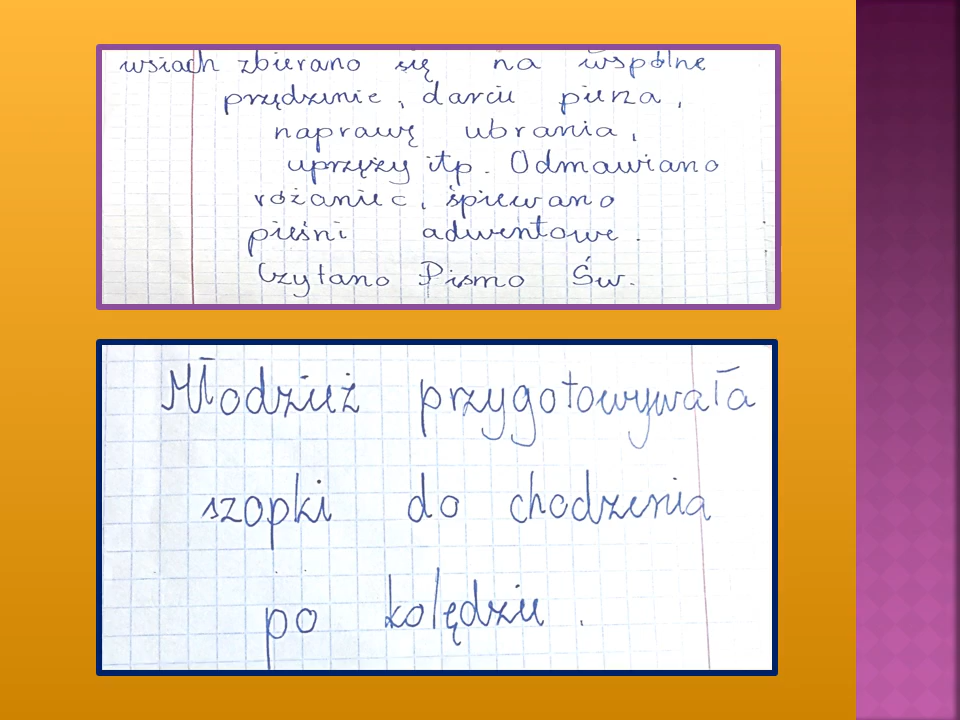 wsiach zbierano się na wspólne
przędzenie, darcie pierza,
naprawę ubrania,
uprzęży itp. Odmawiano
różaniec, śpiewano
pieśni adwentowe.
Czytano Pismo Św.
Młodzież przygotowywała
szopki do chodzenia
po kolędzie.